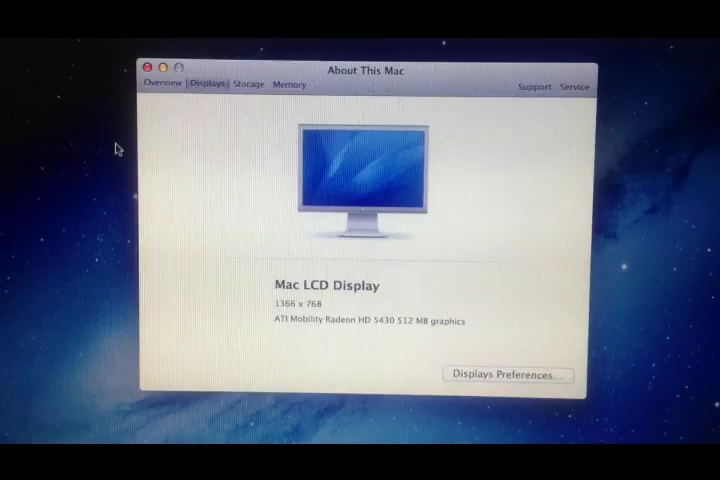 About This Mac
Overview Displays Storage Memory Support Service
Mac LCD Display
1366 x 768
ATI Mobility Radeon HD 5430 512 MB graphics
Displays Preferences...